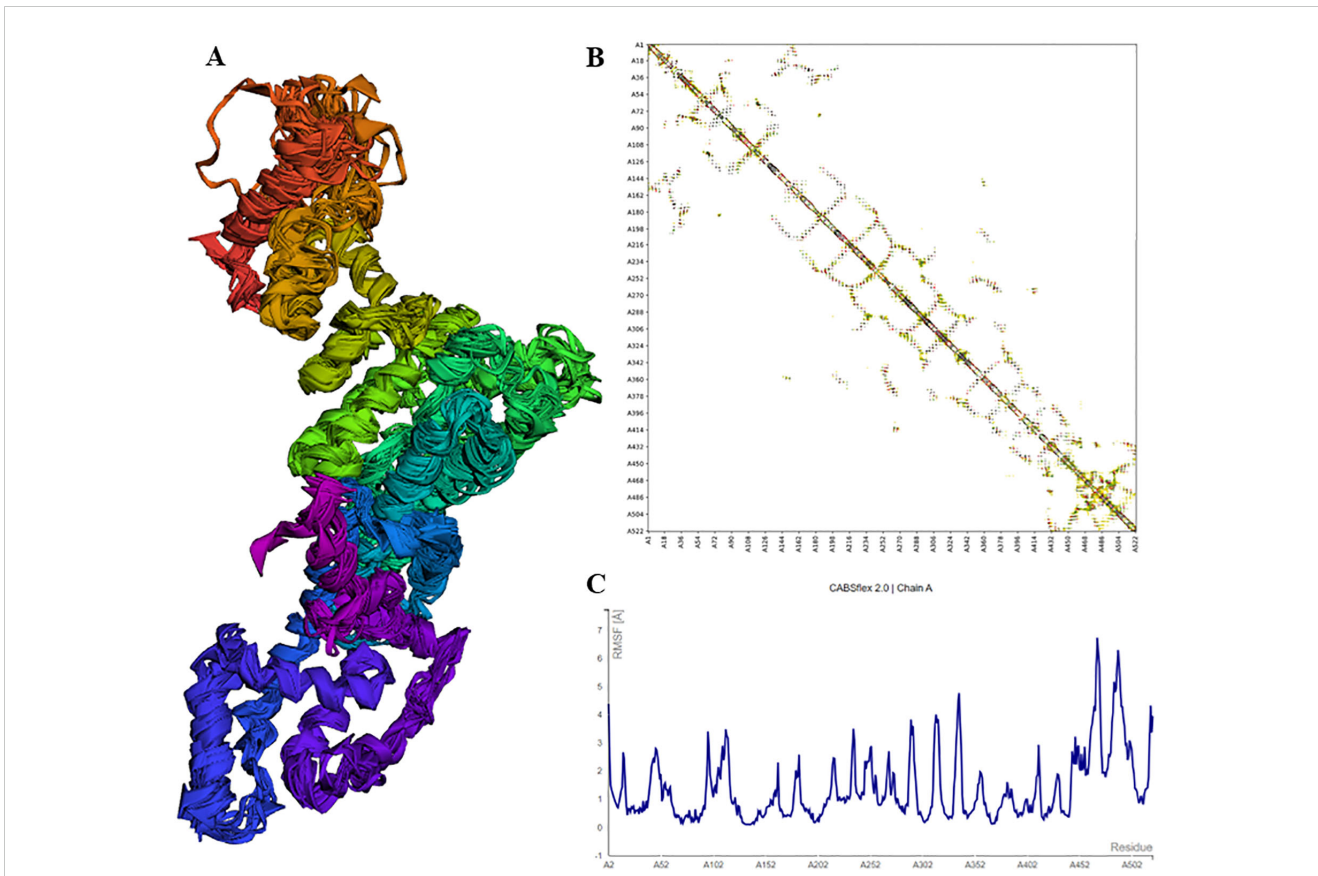 A
B
A1
A18
A36
A54
A72
A90
A108
A126
A144
A162
A180
A198
A216
A234
A252
A270
A288
A306
A324
A342
A360
A378
A396
A414
A432
A450
A468
A486
A504
A522
A1 A18 A36 A54 A72 A90 A108 A126 A144 A162 A180 A198 A216 A234 A252 A270 A288 A306 A324 A342 A360 A378 A396 A414 A432 A450 A468 A486 A504 A522
C
CABSflex 2.0 | Chain A
RMSF [Å]
7
6
5
4
3
2
1
0
-1
Residue
A2 A52 A102 A152 A202 A252 A302 A352 A402 A452 A502